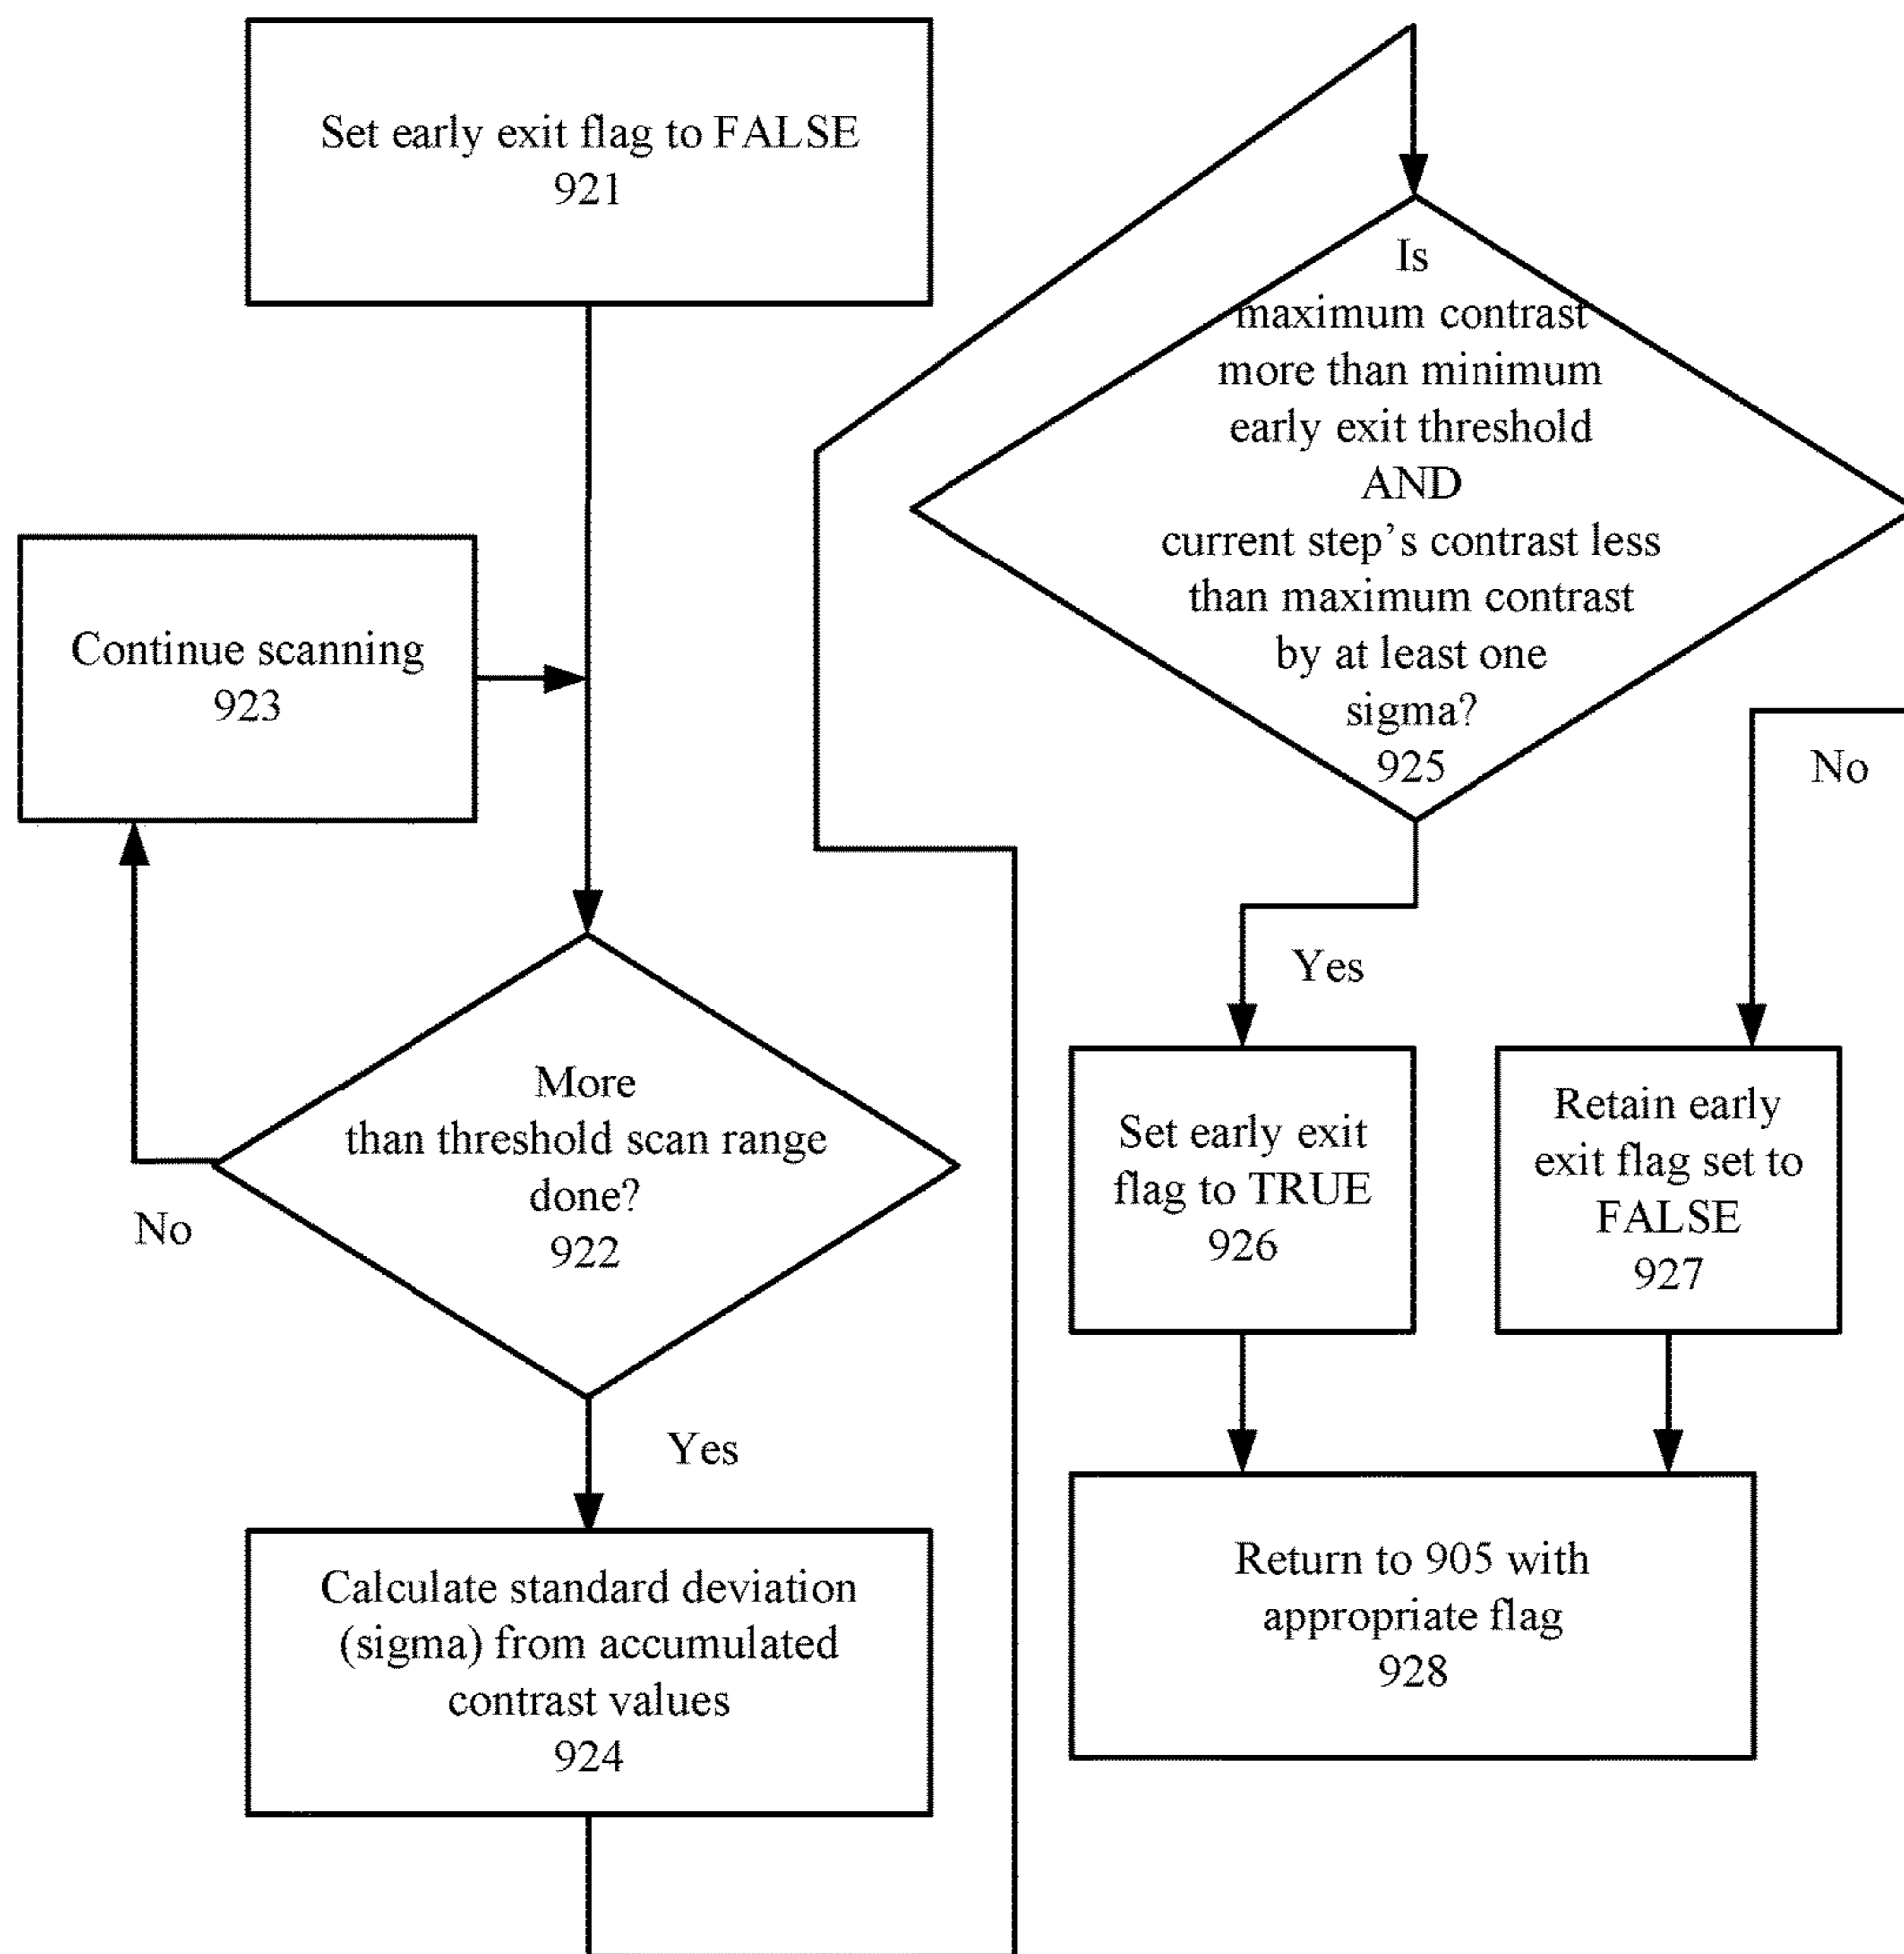 Set early exit flag to FALSE
921
Continue scanning
923
More
than threshold scan range
done?
922
No
Yes
Calculate standard deviation
(sigma) from accumulated
contrast values
924
Is
maximum contrast
more than minimum
early exit threshold
AND
current step's contrast less
than maximum contrast
by at least one
sigma?
925
No
Yes
Set early exit
flag to TRUE
926
Retain early
exit flag set to
FALSE
927
Return to 905 with
appropriate flag
928